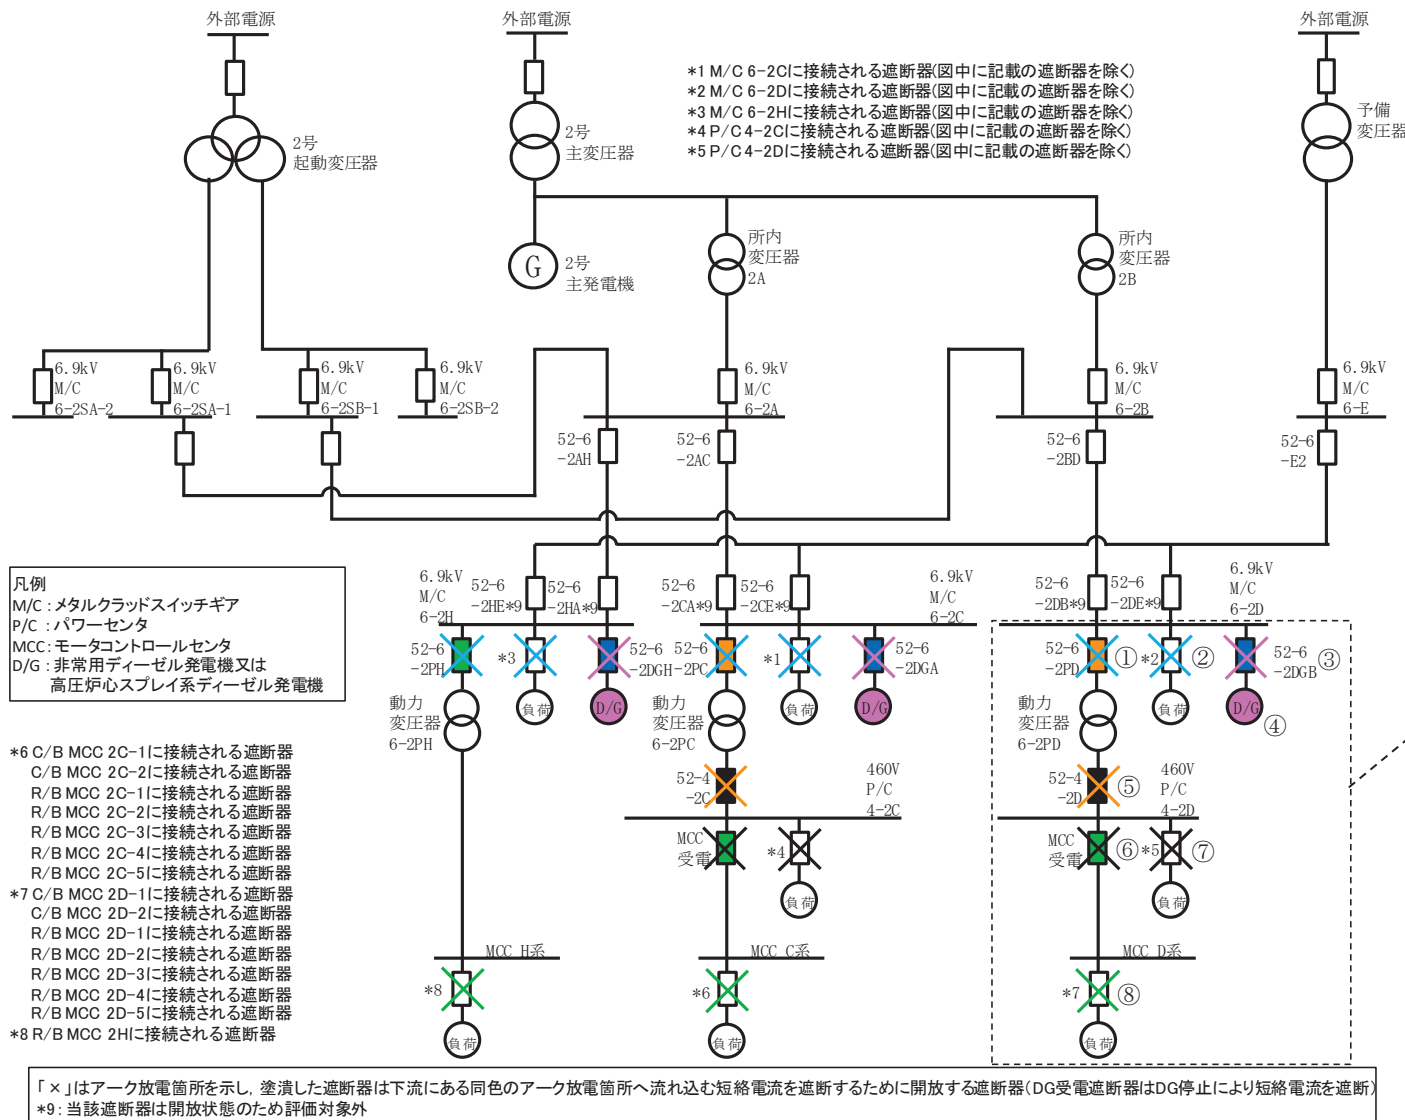 外部電源
外部電源
外部電源
*1 M/C 6-2Cに接続される遮断器(図中に記載の遮断器を除く)
*2 M/C 6-2Dに接続される遮断器(図中に記載の遮断器を除く)
*3 M/C 6-2Hに接続される遮断器(図中に記載の遮断器を除く)
*4 P/C 4-2Cに接続される遮断器(図中に記載の遮断器を除く)
*5 P/C 4-2Dに接続される遮断器(図中に記載の遮断器を除く)
2号
起動変圧器
2号
主変圧器
予備
変圧器
G
2号
主発電機
所内
変圧器
2A
所内
変圧器
2B
6.9kV
M/C
6-2SA-2
6.9kV
M/C
6-2SA-1
6.9kV
M/C
6-2SB-1
6.9kV
M/C
6-2SB-2
6.9kV
M/C
6-2A
6.9kV
M/C
6-2B
6.9kV
M/C
6-E
52-6
-2AH
52-6
-2AC
52-6
-2BD
52-6
-E2
凡例
M/C：メタルクラッドスイッチギア
P/C：パワーセンタ
MCC：モータコントロールセンタ
D/G：非常用ディーゼル発電機又は
高圧炉心スプレイ系ディーゼル発電機
6.9kV
M/C
6-2H
52-6
-2HE*9
52-6
-2HA*9
52-6
-2CA*9
52-6
-2CE*9
6.9kV
M/C
6-2C
52-6
-2DB*9
52-6
-2DE*9
6.9kV
M/C
6-2D
52-6
-2PH
*3
52-6
-2DGH
52-6
-2PC
*1
52-6
-2DGA
52-6
-2PD
①
*2
②
52-6
-2DGB
③
動力
変圧器
6-2PH
負荷
D/G
動力
変圧器
6-2PC
負荷
D/G
動力
変圧器
6-2PD
負荷
D/G
④
52-4
-2C
460V
P/C
4-2C
52-4
-2D
⑤
460V
P/C
4-2D
MCC
受電
*4
負荷
MCC
受電
⑥
*5
⑦
負荷
*6 C/B MCC 2C-1に接続される遮断器
C/B MCC 2C-2に接続される遮断器
R/B MCC 2C-1に接続される遮断器
R/B MCC 2C-2に接続される遮断器
R/B MCC 2C-3に接続される遮断器
R/B MCC 2C-4に接続される遮断器
R/B MCC 2C-5に接続される遮断器
*7 C/B MCC 2D-1に接続される遮断器
C/B MCC 2D-2に接続される遮断器
R/B MCC 2D-1に接続される遮断器
R/B MCC 2D-2に接続される遮断器
R/B MCC 2D-3に接続される遮断器
R/B MCC 2D-4に接続される遮断器
R/B MCC 2D-5に接続される遮断器
*8 R/B MCC 2Hに接続される遮断器
MCC H系
MCC C系
MCC D系
*8
*6
*7
⑧
負荷
負荷
負荷
「×」はアーク放電箇所を示し，塗潰した遮断器は下流にある同色のアーク放電箇所へ流れ込む短絡電流を遮断するために開放する遮断器(DG受電遮断器はDG停止により短絡電流を遮断)
*9：当該遮断器は開放状態のため評価対象外